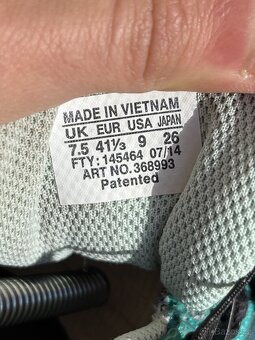 MADE IN VIETNAM
UK EUR USA JAPAN
7.5 41⅓ 9 26
FTY: 145464 07/14
ART NO. 368993
Patented